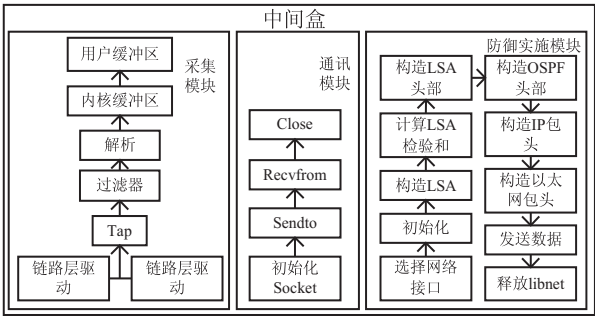 中间盒
用户缓冲区
采集
模块
内核缓冲区
解析
过滤器
Tap
链路层驱
动
链路层驱
动
通讯
模块
Close
Recvfrom
Sendto
初始化
Socket
防御实施模块
构造LSA
头部
构造OSPF
头部
计算LSA
检验和
构造IP包
头
构造LSA
构造以太
网包头
初始化
发送数据
选择网络
接口
释放libnet